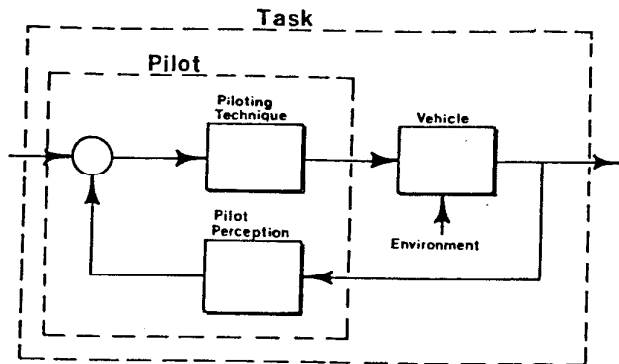 Task
Pilot
Piloting
Technique
Vehicle
Pilot
Perception
Environment